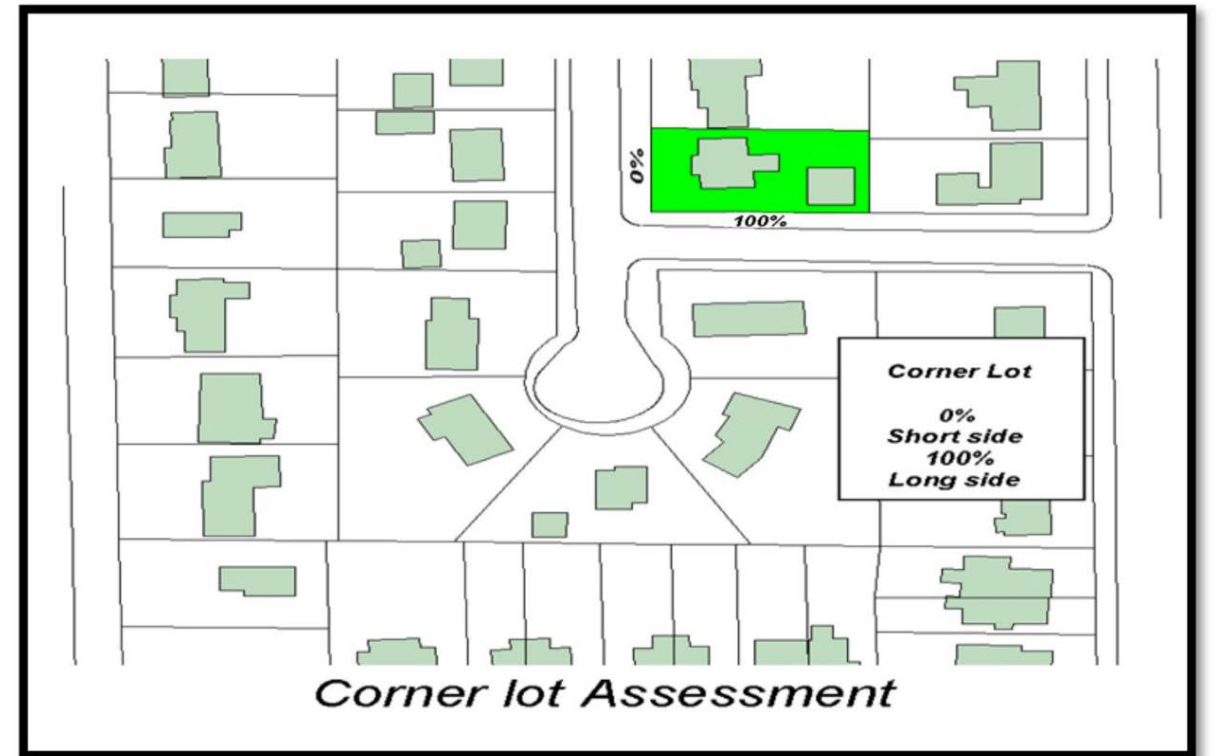 0%
100%
Corner Lot
0%
Short side
100%
Long side
Corner lot Assessment